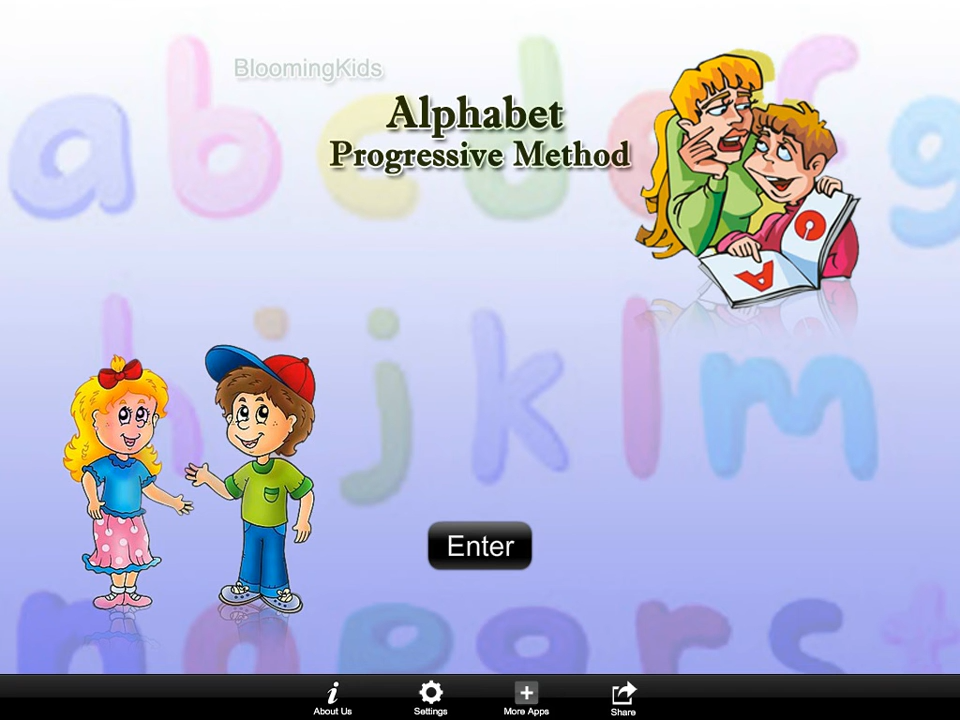 BloomingKids
Alphabet
Progressive Method
a b c d e f g
O
A
h i j k l m
Enter
n o p q r s t
About Us
Settings
More Apps
Share